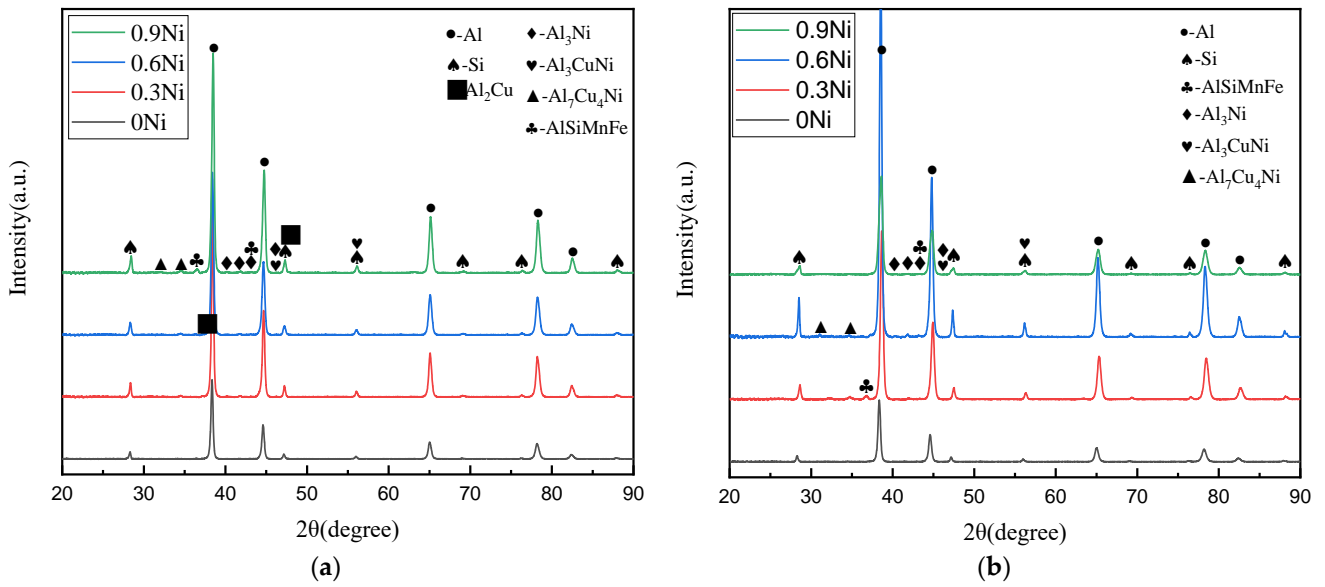 (a)
0.9Ni
0.6Ni
0.3Ni
0Ni
●-Al
♠-Si
■Al₂Cu
♦-Al₃Ni
♥-Al₃CuNi
▲-Al₇Cu₄Ni
♣-AlSiMnFe
Intensity(a.u.)
20 30 40 50 60 70 80 90
2θ(degree)
(b)
0.9Ni
0.6Ni
0.3Ni
0Ni
●-Al
♠-Si
♣-AlSiMnFe
♦-Al₃Ni
♥-Al₃CuNi
▲-Al₇Cu₄Ni
Intensity(a.u.)
20 30 40 50 60 70 80 90
2θ(degree)
(a)
(b)